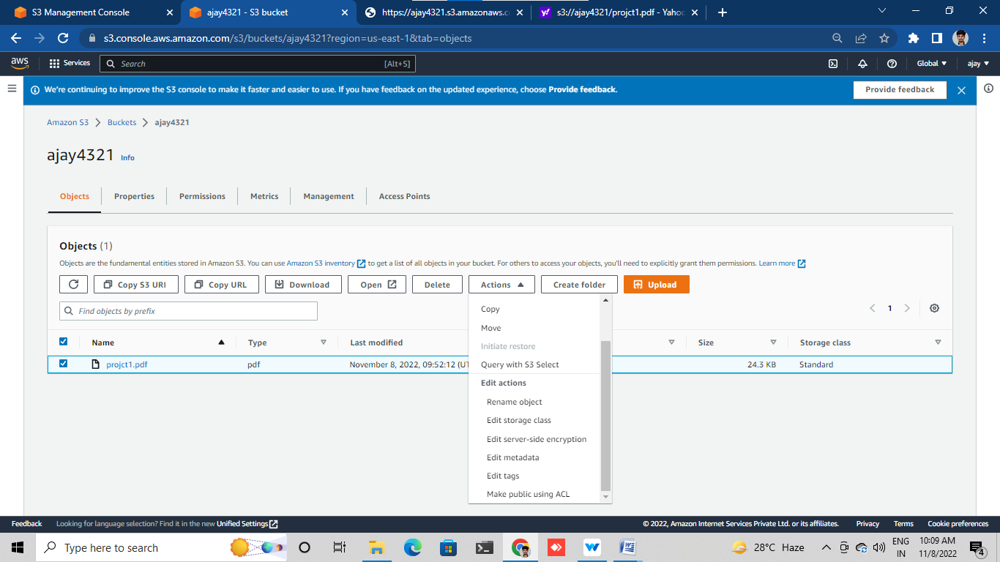 S3 Management Console
ajay4321 - S3 bucket
https://ajay4321.s3.amazonaws.c
s3://ajay4321/projct1.pdf - Yahoo
s3.console.aws.amazon.com/s3/buckets/ajay4321?region=us-east-1&tab=objects
aws Services Search [Alt+S] Global ajay
We're continuing to improve the S3 console to make it faster and easier to use. If you have feedback on the updated experience, choose Provide feedback. Provide feedback
Amazon S3 Buckets ajay4321
ajay4321 Info
Objects Properties Permissions Metrics Management Access Points
Objects (1)
Objects are the fundamental entities stored in Amazon S3. You can use Amazon S3 inventory to get a list of all objects in your bucket. For others to access your objects, you'll need to explicitly grant them permissions. Learn more
Copy S3 URI Copy URL Download Open Delete Actions Create folder Upload
Find objects by prefix 1
Name Type Last modified Size Storage class
projct1.pdf pdf November 8, 2022, 09:52:12 (UT 24.3 KB Standard
Copy
Move
Initiate restore
Query with S3 Select
Edit actions
Rename object
Edit storage class
Edit server-side encryption
Edit metadata
Edit tags
Make public using ACL
Feedback Looking for language selection? Find it in the new Unified Settings © 2022, Amazon Internet Services Private Ltd. or its affiliates. Privacy Terms Cookie preferences
Type here to search 28°C Haze ENG IN 10:09 AM 11/8/2022 4